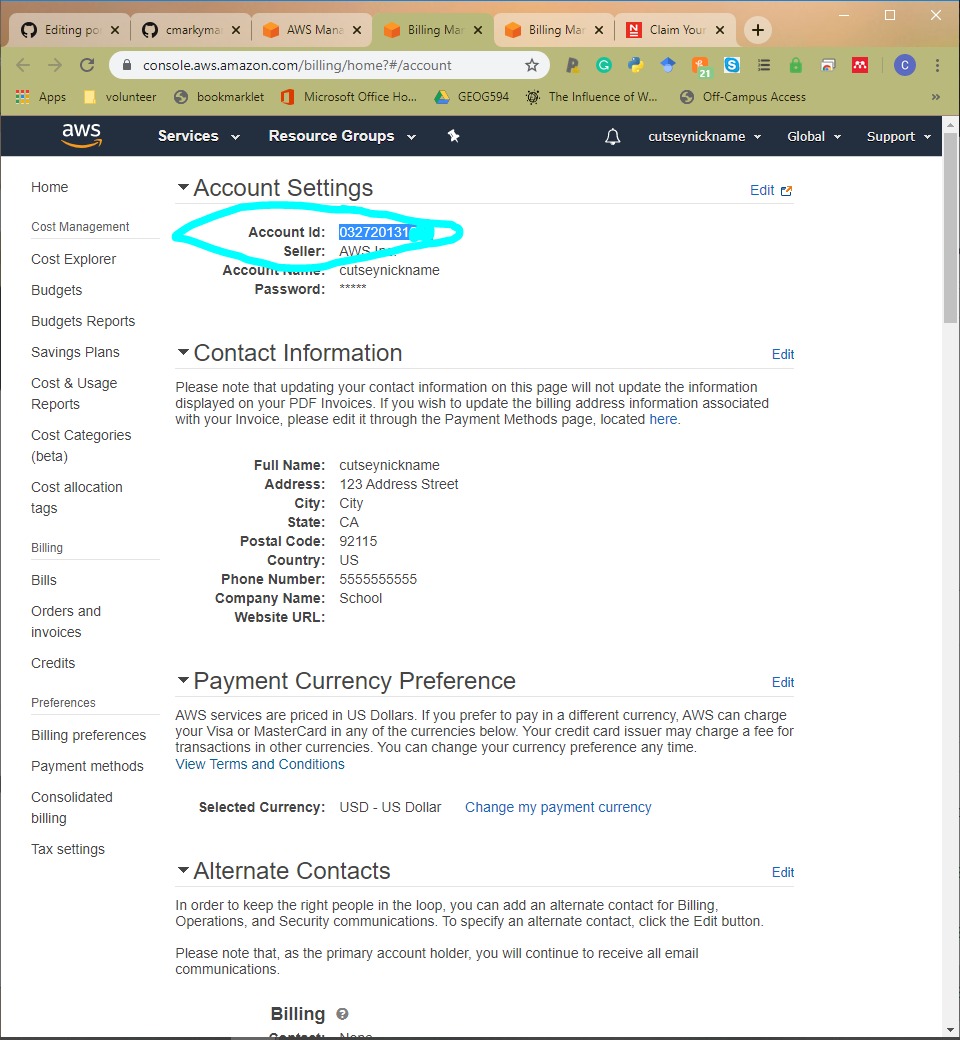 Editing po
cmarkyma
AWS Mana
Billing Ma
Billing Ma
Claim Your
console.aws.amazon.com/billing/home?#/account
21
C
Apps
volunteer
bookmarklet
Microsoft Office Ho...
GEOG594
The Influence of W...
Off-Campus Access
»
aws
Services
Resource Groups
cutseynickname
Global
Support
Home
Cost Management
Cost Explorer
Budgets
Budgets Reports
Savings Plans
Cost & Usage
Reports
Cost Categories
(beta)
Cost allocation
tags
Billing
Bills
Orders and
invoices
Credits
Preferences
Billing preferences
Payment methods
Consolidated
billing
Tax settings
Account Settings
Edit
Account Id: 032720131
Seller: AWS Inc.
Account Name: cutseynickname
Password: *****
Contact Information
Edit
Please note that updating your contact information on this page will not update the information
displayed on your PDF Invoices. If you wish to update the billing address information associated
with your Invoice, please edit it through the Payment Methods page, located here.
Full Name: cutseynickname
Address: 123 Address Street
City: City
State: CA
Postal Code: 92115
Country: US
Phone Number: 5555555555
Company Name: School
Website URL:
Payment Currency Preference
Edit
AWS services are priced in US Dollars. If you prefer to pay in a different currency, AWS can charge
your Visa or MasterCard in any of the currencies below. Your credit card issuer may charge a fee for
transactions in other currencies. You can change your currency preference any time.
View Terms and Conditions
Selected Currency: USD - US Dollar Change my payment currency
Alternate Contacts
Edit
In order to keep the right people in the loop, you can add an alternate contact for Billing,
Operations, and Security communications. To specify an alternate contact, click the Edit button.
Please note that, as the primary account holder, you will continue to receive all email
communications.
Billing
Contact: None